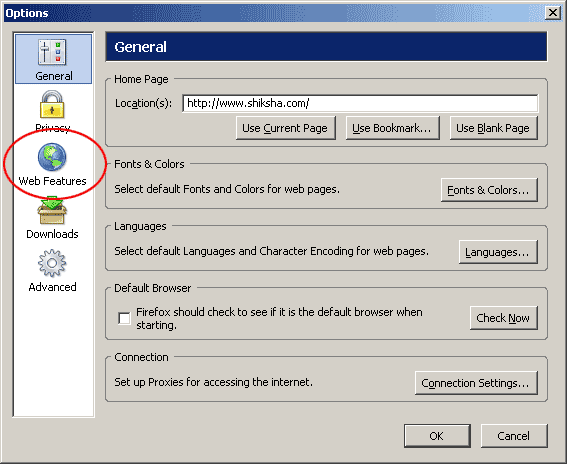 Options
General
Privacy
Web Features
Downloads
Advanced
General
Home Page
Location(s): http://www.shiksha.com/
Use Current Page Use Bookmark... Use Blank Page
Fonts & Colors
Select default Fonts and Colors for web pages. Fonts & Colors...
Languages
Select default Languages and Character Encoding for web pages. Languages...
Default Browser
Firefox should check to see if it is the default browser when
starting.
Check Now
Connection
Set up Proxies for accessing the internet. Connection Settings...
OK Cancel